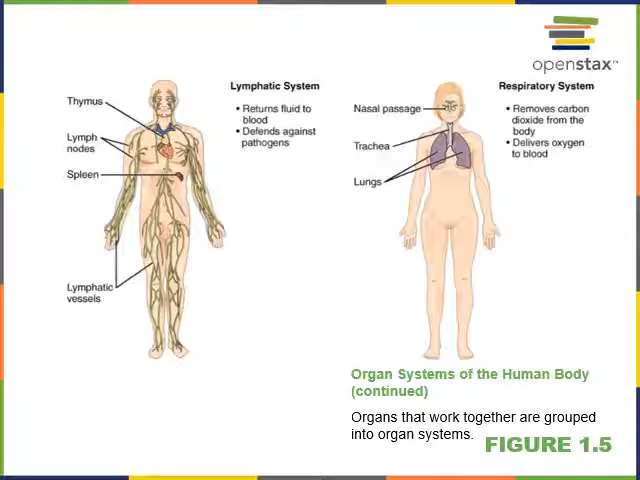 openstax™
Lymphatic System
• Returns fluid to
blood
• Defends against
pathogens
Thymus
Lymph
nodes
Spleen
Lymphatic
vessels
Respiratory System
• Removes carbon
dioxide from the
body
• Delivers oxygen
to blood
Nasal passage
Trachea
Lungs
Organ Systems of the Human Body
(continued)
Organs that work together are grouped
into organ systems.
FIGURE 1.5